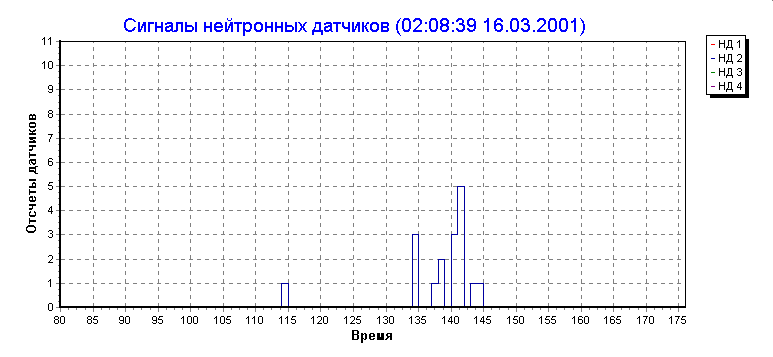 Сигналы нейтронных датчиков (02:08:39 16.03.2001)
НД 1
НД 2
НД 3
НД 4
Отсчеты датчиков
11
10
9
8
7
6
5
4
3
2
1
0
80 85 90 95 100 105 110 115 120 125 130 135 140 145 150 155 160 165 170 175
Время